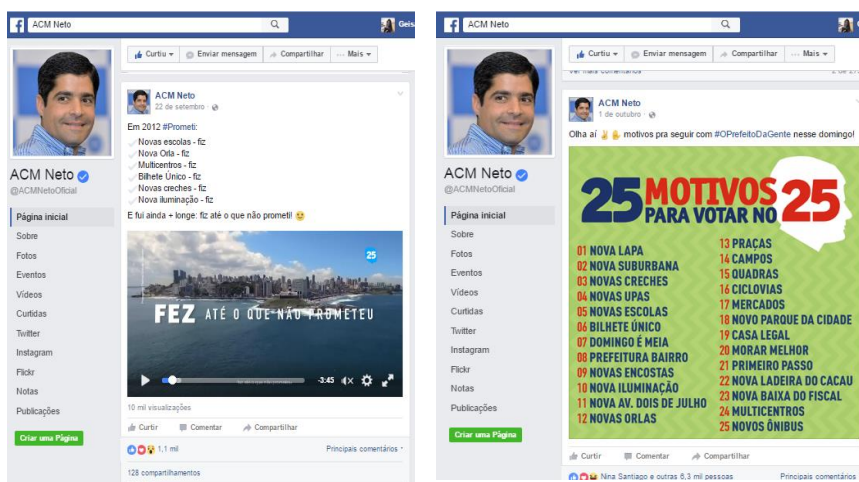 ACM Neto
Geis
Curtiu
Enviar mensagem
Compartilhar
Mais
ACM Neto
22 de setembro
Em 2012 #Prometi:
Novas escolas - fiz
Nova Orla - fiz
Multicentros - fiz
Bilhete Único - fiz
Novas creches - fiz
Nova iluminação - fiz
E fui ainda + longe: fiz até o que não prometi!
25
FEZ ATÉ O QUE NÃO PROMETEU
-3:45
10 mil visualizações
Curtir Comentar Compartilhar
1,1 mil
Principais comentários
128 compartilhamentos
ACM Neto
@ACMNetoOficial
Página inicial
Sobre
Fotos
Eventos
Vídeos
Curtidas
Twitter
Instagram
Flickr
Notas
Publicações
Criar uma Página
ACM Neto
Curtiu
Enviar mensagem
Compartilhar
Mais
Ver mais comentários
ACM Neto
1 de outubro
Olha aí motivos pra seguir com #OPrefeitoDaGente nesse domingo!
25 MOTIVOS
PARA VOTAR NO 25
01 NOVA LAPA
02 NOVA SUBURBANA
03 NOVAS CRECHES
04 NOVAS UPAS
05 NOVAS ESCOLAS
06 BILHETE ÚNICO
07 DOMINGO É MEIA
08 PREFEITURA BAIRRO
09 NOVAS ENCOSTAS
10 NOVA ILUMINAÇÃO
11 NOVA AV. DOIS DE JULHO
12 NOVAS ORLAS
13 PRAÇAS
14 CAMPOS
15 QUADRAS
16 CICLOVIAS
17 MERCADOS
18 NOVO PARQUE DA CIDADE
19 CASA LEGAL
20 MORAR MELHOR
21 PRIMEIRO PASSO
22 NOVA LADEIRA DO CACAU
23 NOVA BAIXA DO FISCAL
24 MULTICENTROS
25 NOVOS ÔNIBUS
Curtir Comentar Compartilhar
Nina Santiago e outras 6,3 mil pessoas
Principais comentários
ACM Neto
@ACMNetoOficial
Página inicial
Sobre
Fotos
Eventos
Vídeos
Curtidas
Twitter
Instagram
Flickr
Notas
Publicações
Criar uma Página